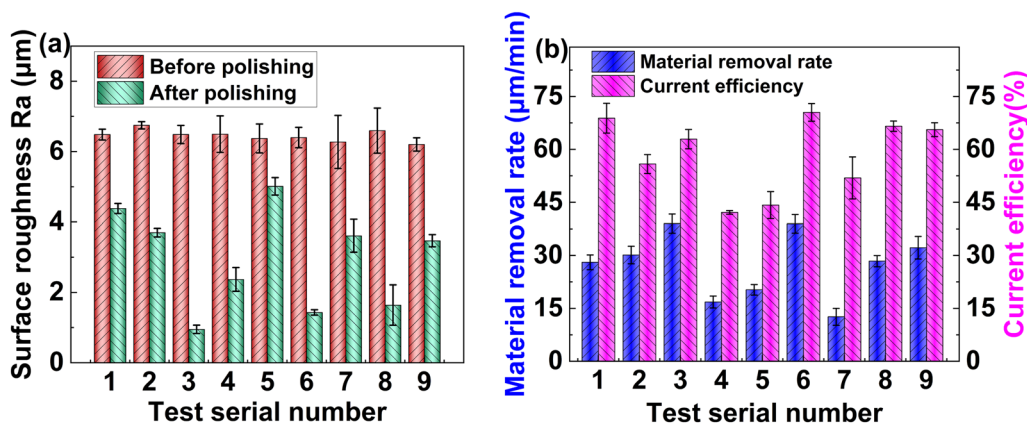 (a)
Before polishing
After polishing
Surface roughness Ra (μm)
8
6
4
2
0
1 2 3 4 5 6 7 8 9
Test serial number
(b)
Material removal rate
Current efficiency
Material removal rate (μm/min)
75
60
45
30
15
0
1 2 3 4 5 6 7 8 9
Test serial number
75
60
45
30
15
0
Current efficiency(%)